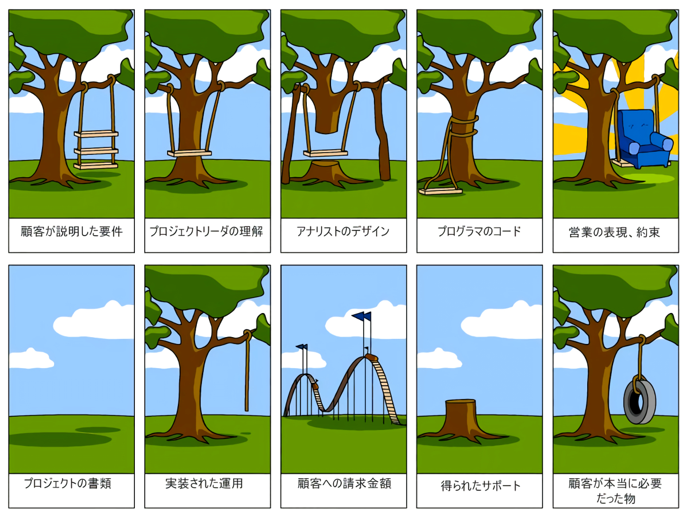 顧客が説明した要件
プロジェクトリーダの理解
アナリストのデザイン
プログラマのコード
営業の表現、約束
プロジェクトの書類
実装された運用
顧客への請求金額
得られたサポート
顧客が本当に必要
だった物